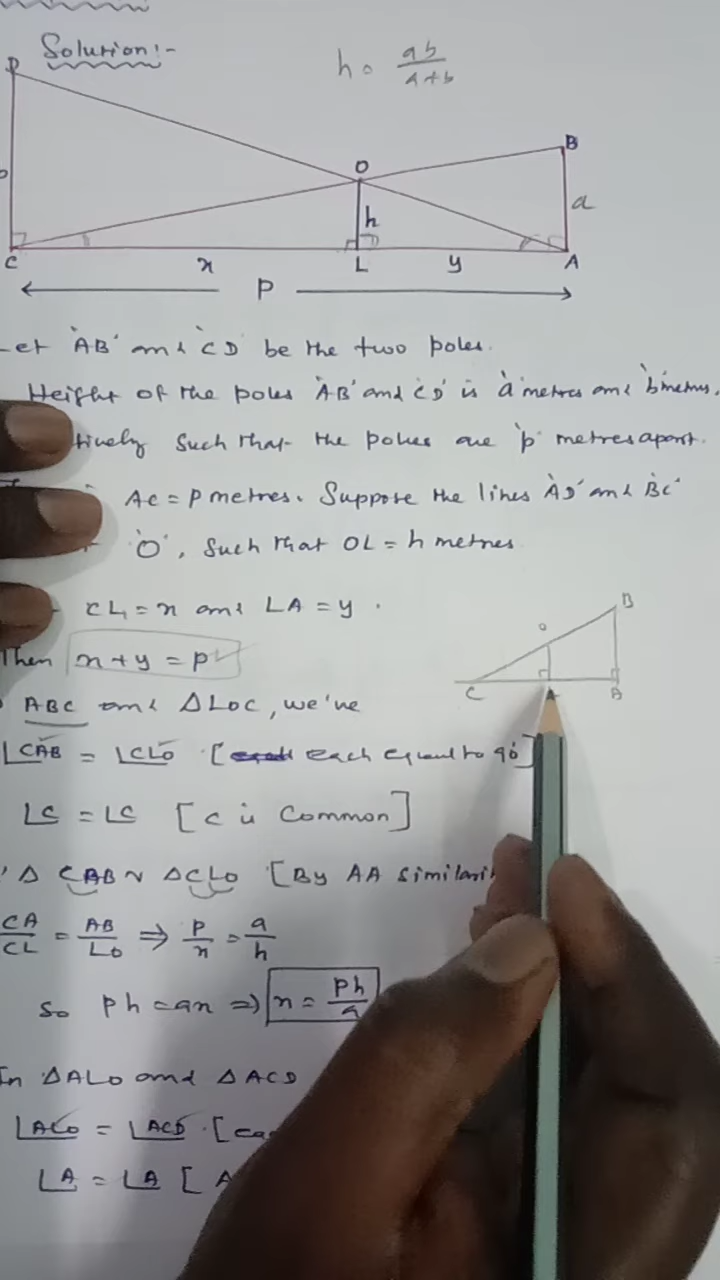 Solution:-
h = ab/a+b
D
B
O
a
h
C
x
L
y
A
P
Let 'AB' and 'CD' be the two poles.
Height of the poles 'AB' and 'CD' is 'a' metres and 'b' metres.
tively such that the poles are 'p' metres apart.
AC = P metres. Suppose the lines 'AD' and 'BC'
'O', such that OL = h metres
CL = x and LA = y .
Then x+y = P
B
O
C
B
ABC and ΔLOC, we've
∠CAB = ∠CLO [ each equal to 90°]
∠C = ∠C [C is Common]
Δ CAB ~ ΔCLO [By AA Similari
CA/CL = AB/LO ⇒ P/x = a/h
So Ph = ax ⇒ x = Ph/a
In ΔALO and ΔACD
∠ALO = ∠ACD [ea
∠A = ∠A [ A